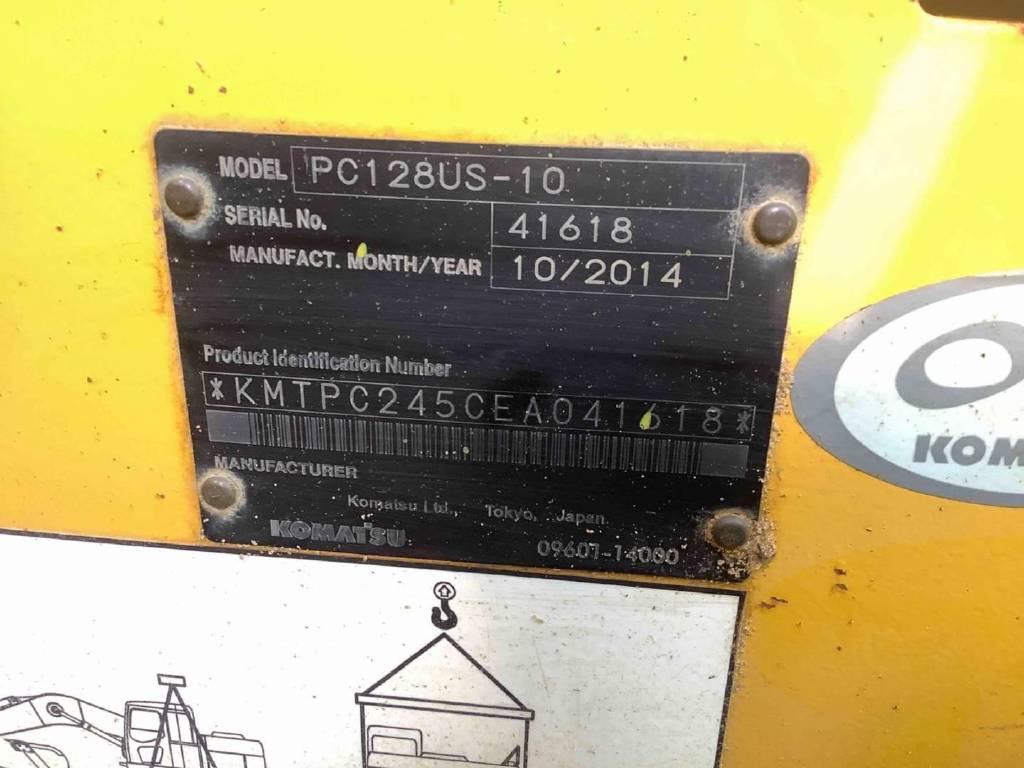 MODEL PC128US-10
SERIAL No. 41618
MANUFACT. MONTH/YEAR 10/2014
Product Identification Number
*KMTPC245CEA041618*
MANUFACTURER
Komatsu Ltd., Tokyo, Japan
KOMATSU 09607-14000
KOM